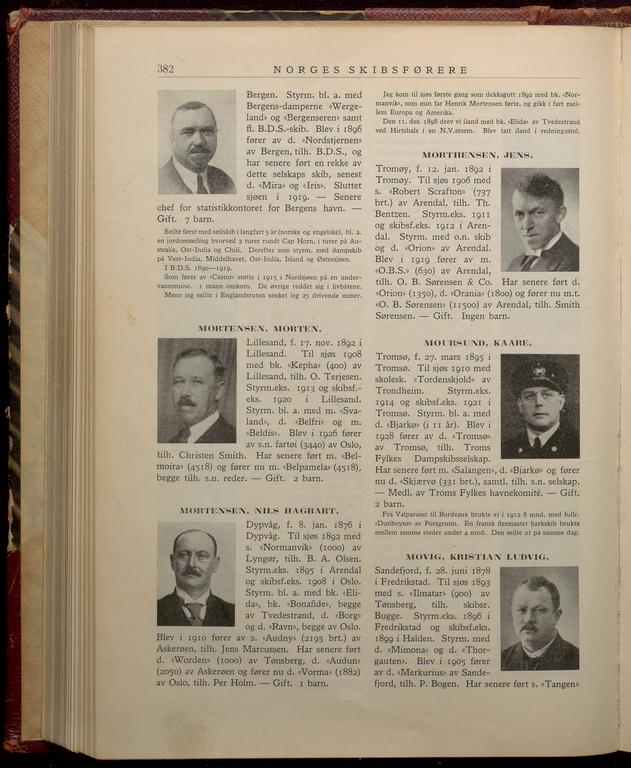 382
NORGES SKIBSFØRERE
Bergen. Styrm. bl. a. med
Bergens-damperne «Werge-
land» og «Bergenseren» samt
fl. B.D.S.-skib. Blev i 1896
fører av d. «Nordstjernen»
av Bergen, tilh. B.D.S., og
har senere ført en rekke av
dette selskaps skib, senest
d. «Mira» og «Iris». Sluttet
sjøen i 1919. — Senere
chef for statistikkontoret for Bergens havn. —
Gift. 7 barn.
Seilte først med seilskib i langfart 5 år (norske og engelske), bl. a.
en jordomseiling hvorved 3 turer rundt Cap Horn, i turer på Au-
stralia, Ost-India og Chili. Derefter som styrm. med dampskib
på Vest-India, Middelhavet, Ost-India, Island og Østersjøen.
I B.D.S. 1890—1919.
Som fører av «Castor» støtte i 1915 i Nordsjøen på en under-
vannsmine. 1 mann omkom. De øvrige reddet sig i livbåtene.
Mens jeg seilte i Englandsruten senket jeg 25 drivende miner.
MORTENSEN, MORTEN,
Lillesand, f. 17. nov. 1892 i
Lillesand. Til sjøs 1908
med bk. «Kepha» (400) av
Lillesand, tilh. O. Terjesen.
Styrm.eks. 1913 og skibsf.-
eks. 1920 i Lillesand.
Styrm. bl. a. med m. «Sva-
land», d. «Belfri» og m.
«Beldis». Blev i 1926 fører
av s.n. fartøi (3440) av Oslo,
tilh. Christen Smith. Har senere ført m. «Bel-
moira» (4518) og fører nu m. «Belpamela» (4518),
begge tilh. s.n. reder. — Gift. 2 barn.
MORTENSEN, NILS HAGBART,
Dypvåg, f. 8. jan. 1876 i
Dypvåg. Til sjøs 1892 med
s. «Normanvik» (1000) av
Lyngør, tilh. B. A. Olsen.
Styrm.eks. 1895 i Arendal
og skibsf.eks. 1908 i Oslo.
Styrm. bl. a. med bk. «Eli-
da», bk. «Bonafide», begge
av Tvedestrand, d. «Borg»
og d. «Ravn», begge av Oslo.
Blev i 1910 fører av s. «Audny» (2195 brt.) av
Askerøen, tilh. Jens Marcussen. Har senere ført
d. «Worden» (1000) av Tønsberg, d. «Audun»
(2050) av Askerøen og fører nu d. «Vorma» (1882)
av Oslo, tilh. Per Holm. — Gift. 1 barn.
Jeg kom til sjøs første gang som dekksgutt 1892 med bk. «Nor-
manvik», som min far Henrik Mortensen førte, og gikk i fart mel-
lem Europa og Amerika.
Den 11. des. 1898 drev vi iland med bk. «Elida» av Tvedestrand
ved Hirtshals i en N.V.storm. Blev tatt iland i redningsstol.
MORTHENSEN, JENS,
Tromøy, f. 12. jan. 1892 i
Tromøy. Til sjøs 1906 med
s. «Robert Scrafton» (737
brt.) av Arendal, tilh. Th.
Bentzen. Styrm.eks. 1911
og skibsf.eks. 1912 i Aren-
dal. Styrm. med o.n. skib
og d. «Orion» av Arendal.
Blev i 1919 fører av m.
«O.B.S.» (630) av Arendal,
tilh. O. B. Sørensen & Co. Har senere ført d.
«Orion» (1350), d. «Orania» (1800) og fører nu m.t.
«O. B. Sørensen» (11500) av Arendal, tilh. Smith
Sørensen. — Gift. Ingen barn.
MOURSUND, KAARE,
Tromsø, f. 27. mars 1895 i
Tromsø. Til sjøs 1910 med
skolesk. «Tordenskjold» av
Trondheim. Styrm.eks.
1914 og skibsf.eks. 1921 i
Tromsø. Styrm. bl. a. med
d. «Bjarkø» (i 11 år). Blev i
1928 fører av d. «Tromsø»
av Tromsø, tilh. Troms
Fylkes Dampskibsselskap.
Har senere ført m. «Salangen», d. «Bjarkø» og fører
nu d. «Skjærvø» (331 brt.), samtl. tilh. s.n. selskap.
— Medl. av Troms Fylkes havnekomité. — Gift.
2 barn.
Fra Valparaiso til Bordeaux brukte vi i 1912 6 mnd. med fullr.
«Dunboyne» av Porsgrunn. En fransk firemastet barkskib brukte
mellem samme steder under 4 mnd. Den seilte ut på samme dag.
MOVIG, KRISTIAN LUDVIG,
Sandefjord, f. 28. juni 1878
i Fredrikstad. Til sjøs 1893
med s. «Ilmatar» (900) av
Tønsberg, tilh. skibsr.
Bugge. Styrm.eks. 1896 i
Fredrikstad og skibsf.eks.
1899 i Halden. Styrm. med
d. «Mimona» og d. «Thor-
gauten». Blev i 1905 fører
av d. «Merkurius» av Sande-
fjord, tilh. P. Bogen. Har senere ført s. «Tangen»